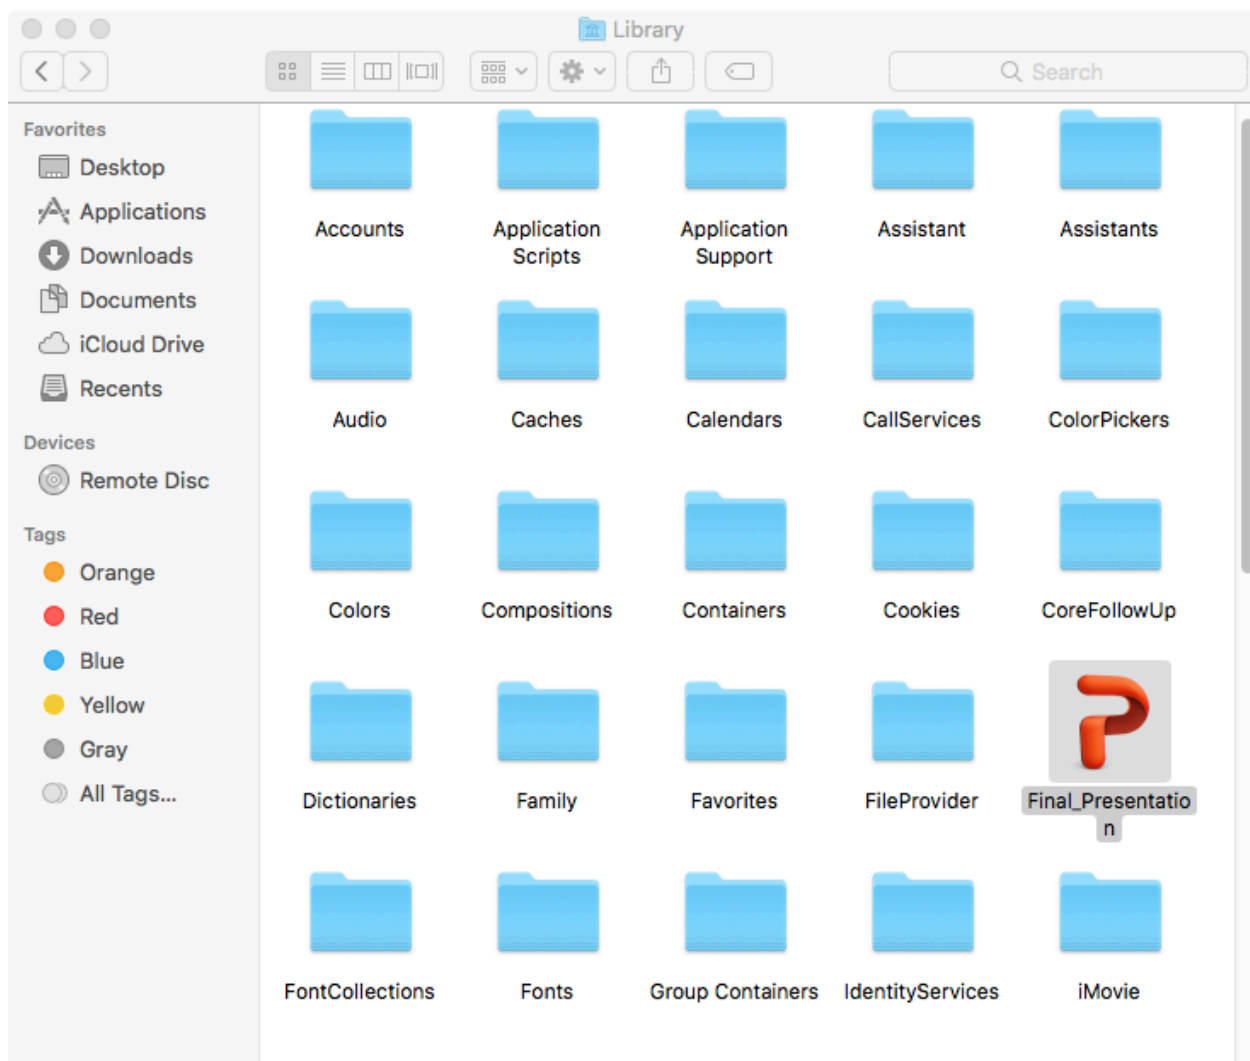 Library
Search
Favorites
Desktop
Applications
Downloads
Documents
iCloud Drive
Recents
Devices
Remote Disc
Tags
Orange
Red
Blue
Yellow
Gray
All Tags...
Accounts
Application
Scripts
Application
Support
Assistant
Assistants
Audio
Caches
Calendars
CallServices
ColorPickers
Colors
Compositions
Containers
Cookies
CoreFollowUp
Dictionaries
Family
Favorites
FileProvider
Final_Presentatio
n
FontCollections
Fonts
Group Containers
IdentityServices
iMovie